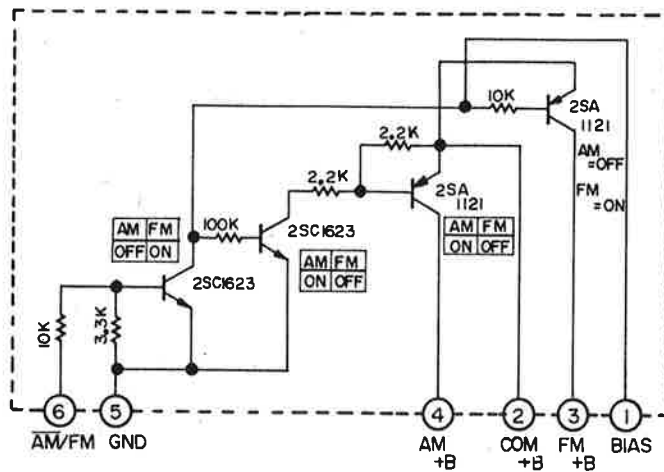 10K
2SA
1121
AM
=OFF
FM
=ON
2.2K
2.2K
2SA
1121
AM FM
ON OFF
100K
2SC1623
AM FM
ON OFF
AM FM
OFF ON
2SC1623
10K
3.3K
6
5
4
2
3
1
A̅M̅/FM
GND
AM
+B
COM
+B
FM
+B
BIAS